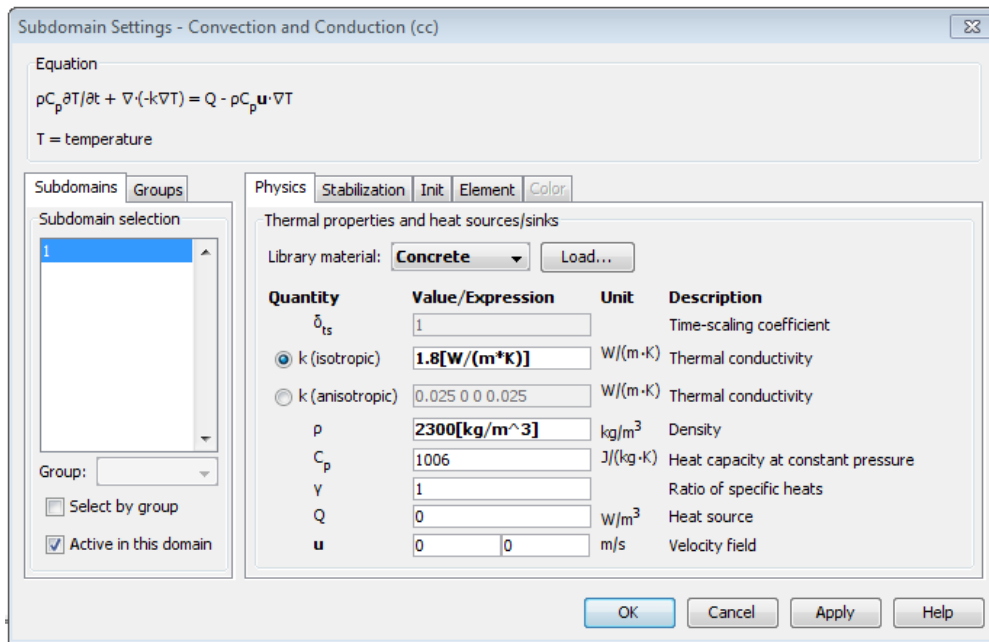 Subdomain Settings - Convection and Conduction (cc)
Equation
ρC_p∂T/∂t + ∇·(-k∇T) = Q - ρC_p**u**·∇T
T = temperature
Subdomains Groups
Subdomain selection
1
Group:
Select by group
Active in this domain
Physics Stabilization Init Element Color
Thermal properties and heat sources/sinks
Library material: Concrete Load...
Quantity Value/Expression Unit Description
δ_ts 1 Time-scaling coefficient
k (isotropic) 1.8[W/(m*K)] W/(m·K) Thermal conductivity
k (anisotropic) 0.025 0 0 0.025 W/(m·K) Thermal conductivity
ρ 2300[kg/m^3] kg/m³ Density
C_p 1006 J/(kg·K) Heat capacity at constant pressure
γ 1 Ratio of specific heats
Q 0 W/m³ Heat source
u 0 0 m/s Velocity field
OK Cancel Apply Help